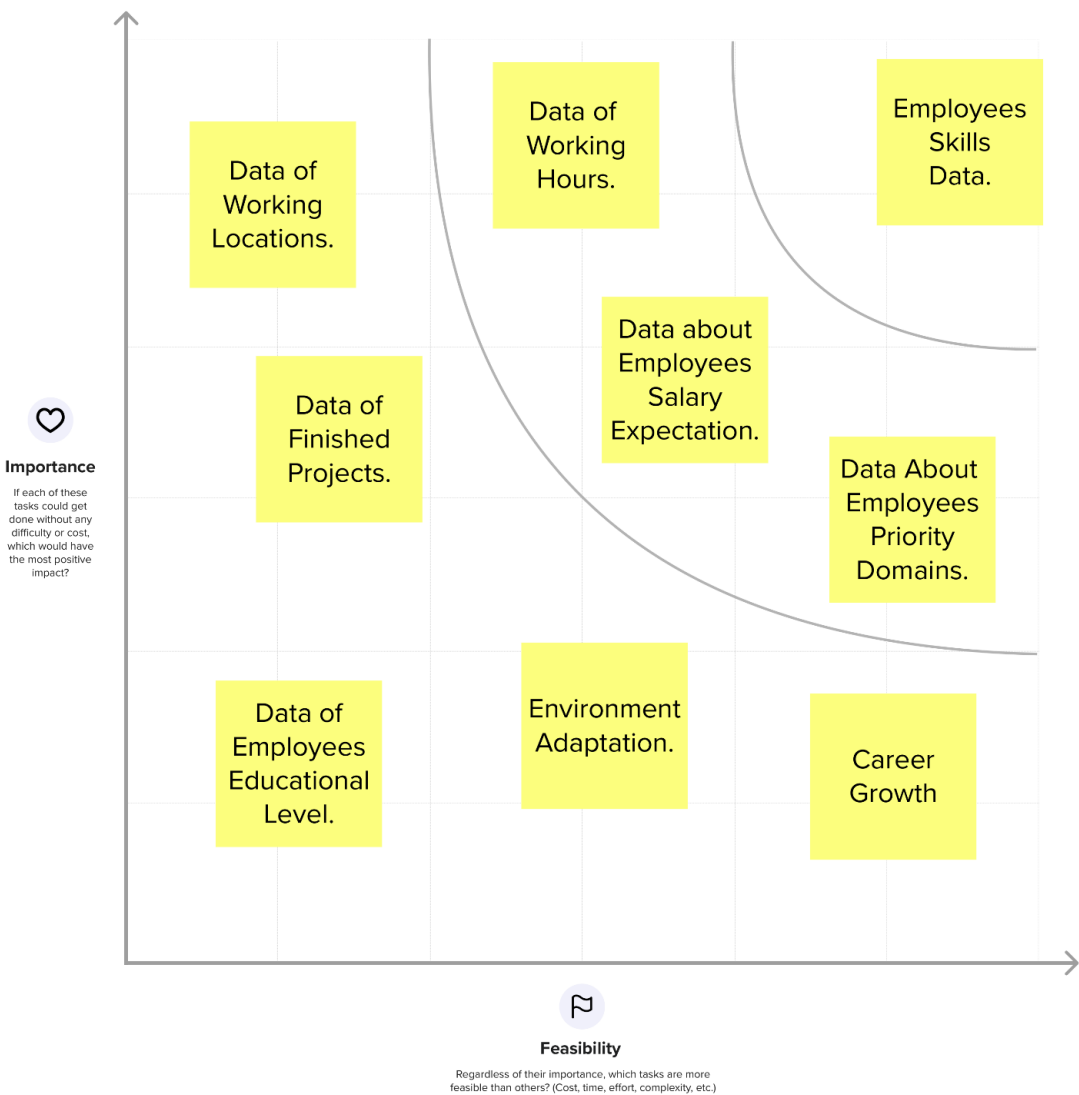 Employees
Skills
Data.
Data of
Working
Hours.
Data of
Working
Locations.
Data about
Employees
Salary
Expectation.
Data of
Finished
Projects.
Data About
Employees
Priority
Domains.
Importance
If each of these
tasks could get
done without any
difficulty or cost,
which would have
the most positive
impact?
Data of
Employees
Educational
Level.
Environment
Adaptation.
Career
Growth
Feasibility
Regardless of their importance, which tasks are more
feasible than others? (Cost, time, effort, complexity, etc.)